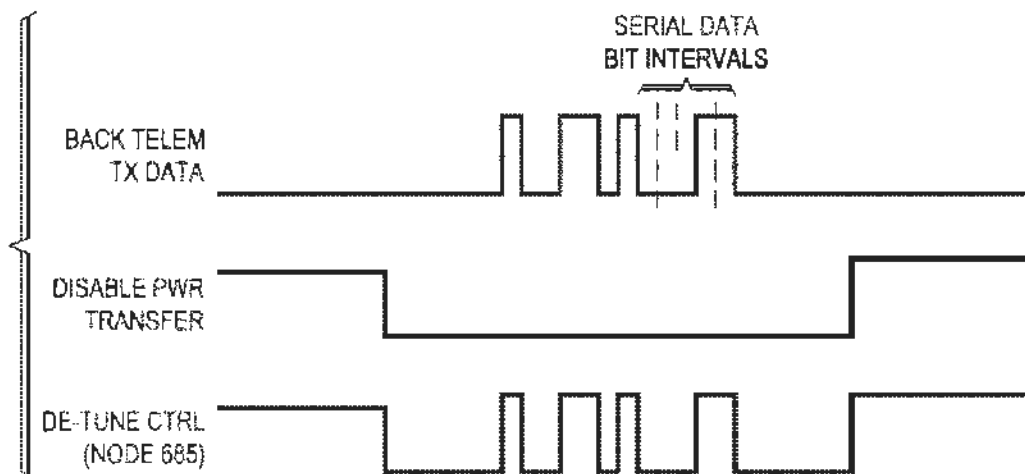 SERIAL DATA
BIT INTERVALS
BACK TELEM
TX DATA
DISABLE PWR
TRANSFER
DE-TUNE CTRL
(NODE 685)